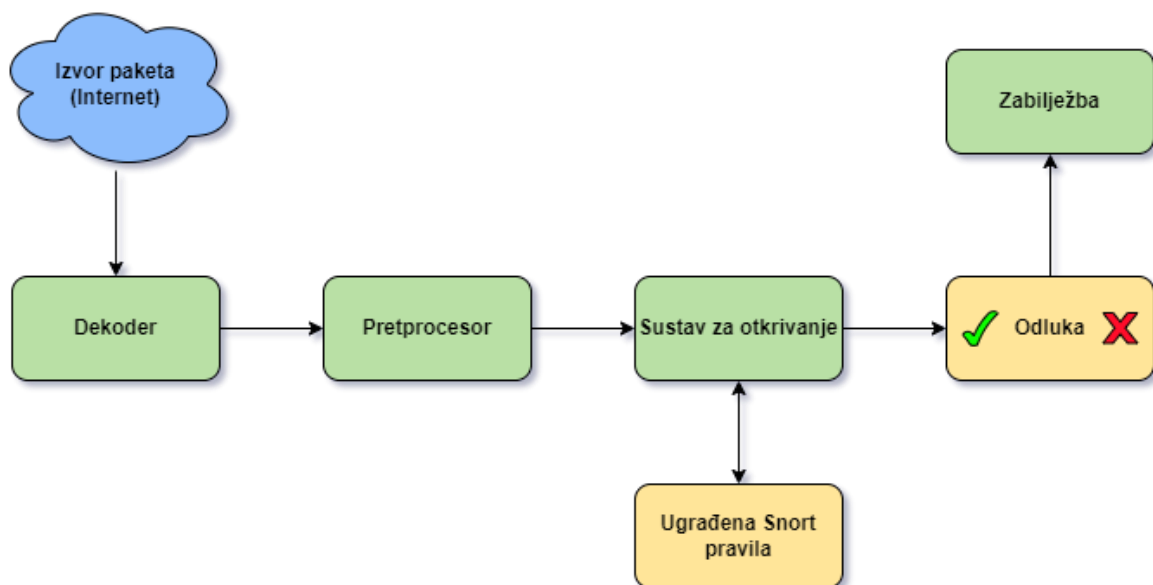 Izvor paketa
(Internet)
Zabilježba
Dekoder
Pretprocesor
Sustav za otkrivanje
Odluka
Ugrađena Snort
pravila